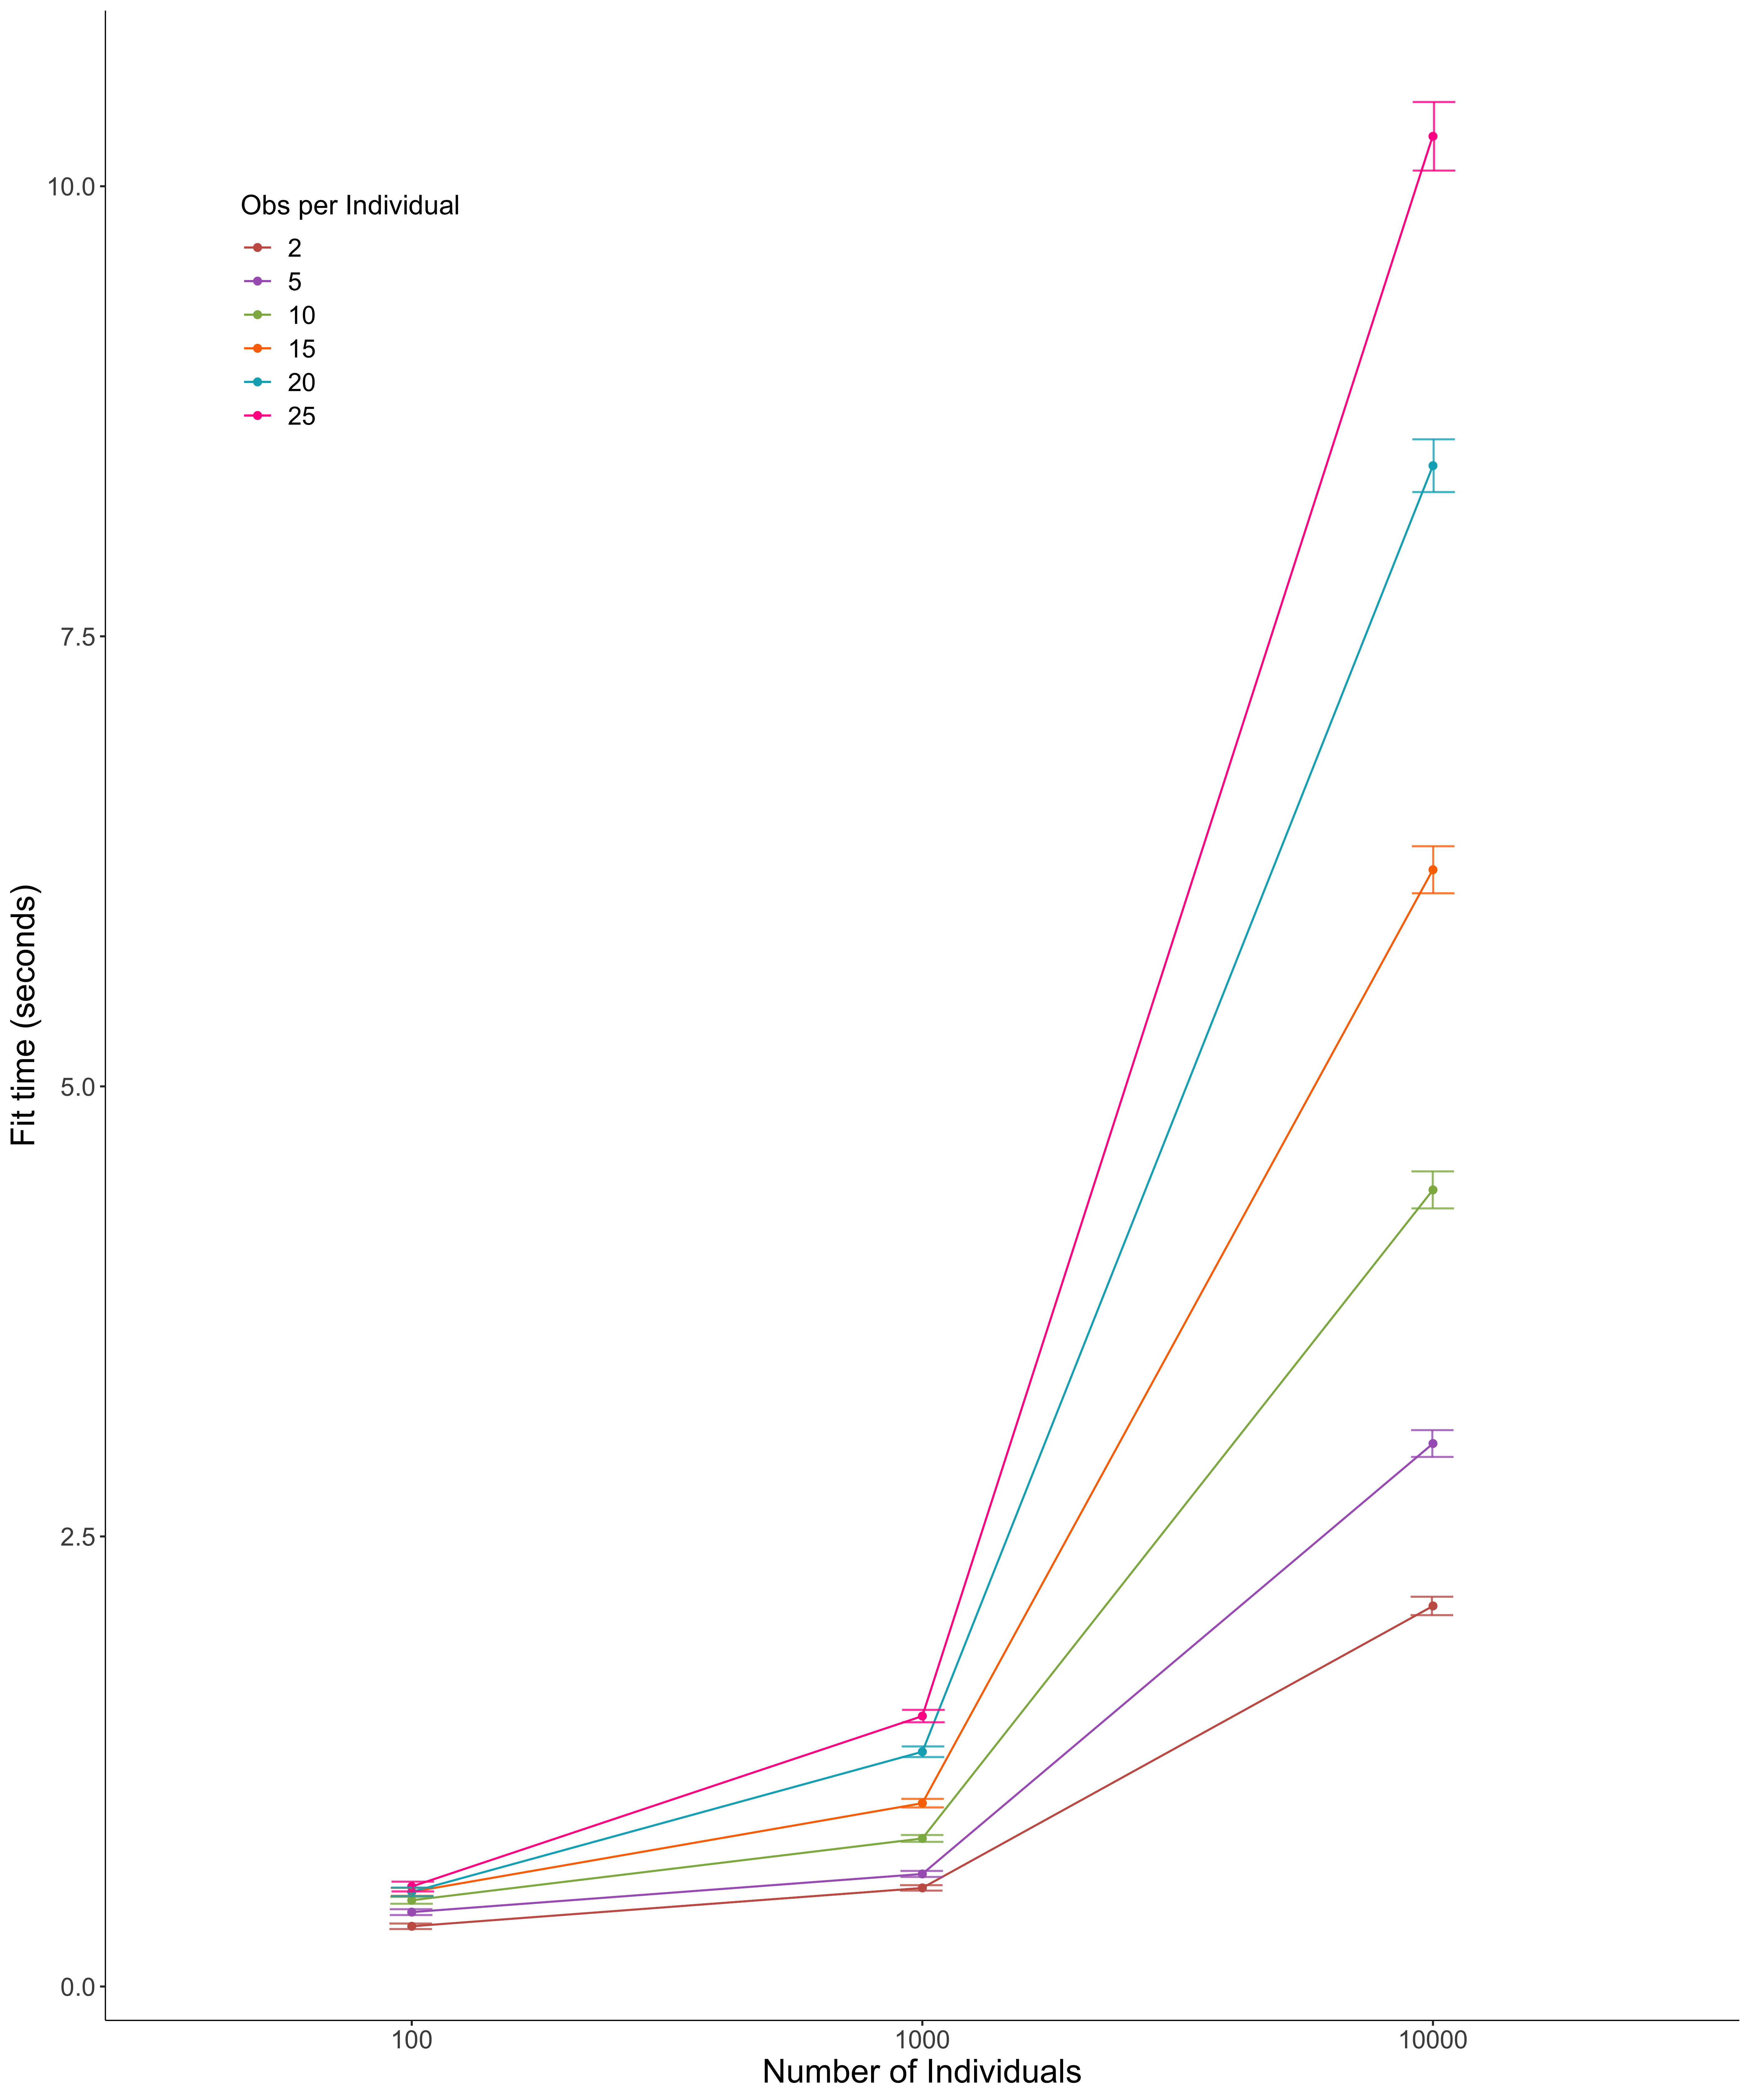 Obs per Individual
2
5
10
15
20
25
10.0
7.5
5.0
2.5
0.0
Fit time (seconds)
100 1000 10000
Number of Individuals